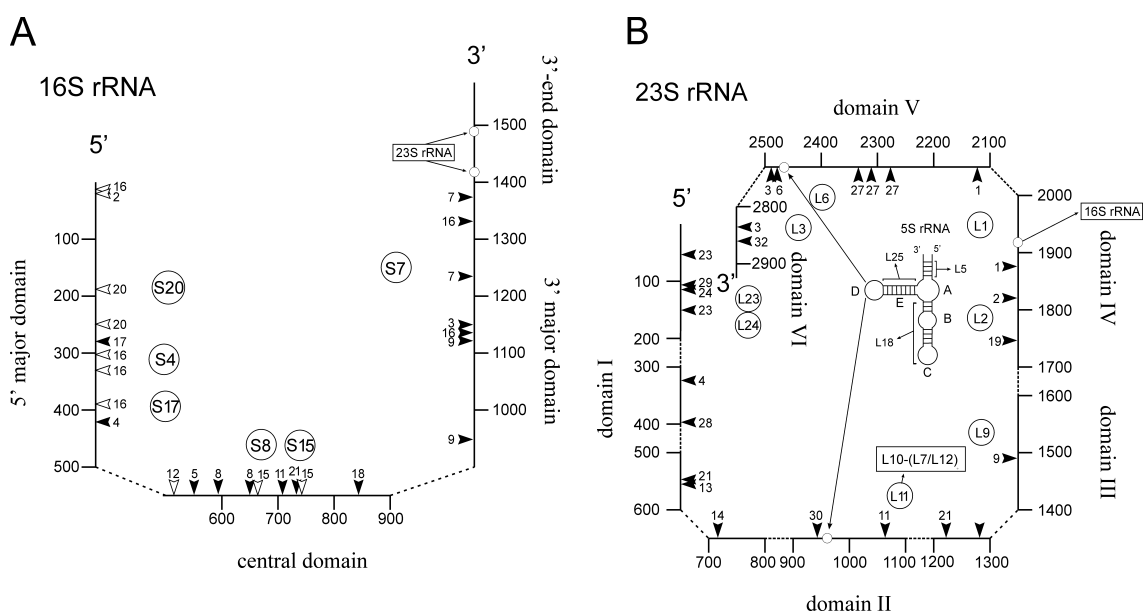 A
16S rRNA
5’
3’
3’-end domain
1500
23S rRNA
1400
7
16
1300
7
S7
3’ major domain
1200
3
16
9
1100
1000
9
5’ major domain
16
2
100
20
S20
200
20
17
16
300
16
S4
16
400
4
S17
500
S8
S15
12
5
8
8
15
11
21
15
18
600
700
800
900
central domain
B
23S rRNA
domain V
2500
2400
2300
2200
2100
3
6
27
27
27
1
5’
2800
3
32
2900
3’
domain VI
L6
L3
L1
2000
16S rRNA
1900
1
2
1800
L2
19
1700
domain IV
5S rRNA
3’
5’
L25
L5
D
E
A
B
L18
C
23
100
29
24
23
L23
L24
200
300
4
28
500
21
13
600
domain I
1600
L9
1500
9
1400
domain III
L10-(L7/L12)
L11
14
30
11
21
700
800
900
1000
1100
1200
1300
domain II